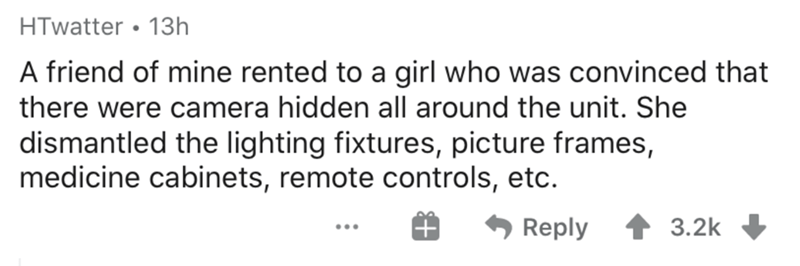 HTwatter • 13h
A friend of mine rented to a girl who was convinced that
there were camera hidden all around the unit. She
dismantled the lighting fixtures, picture frames,
medicine cabinets, remote controls, etc.
... Reply 3.2k